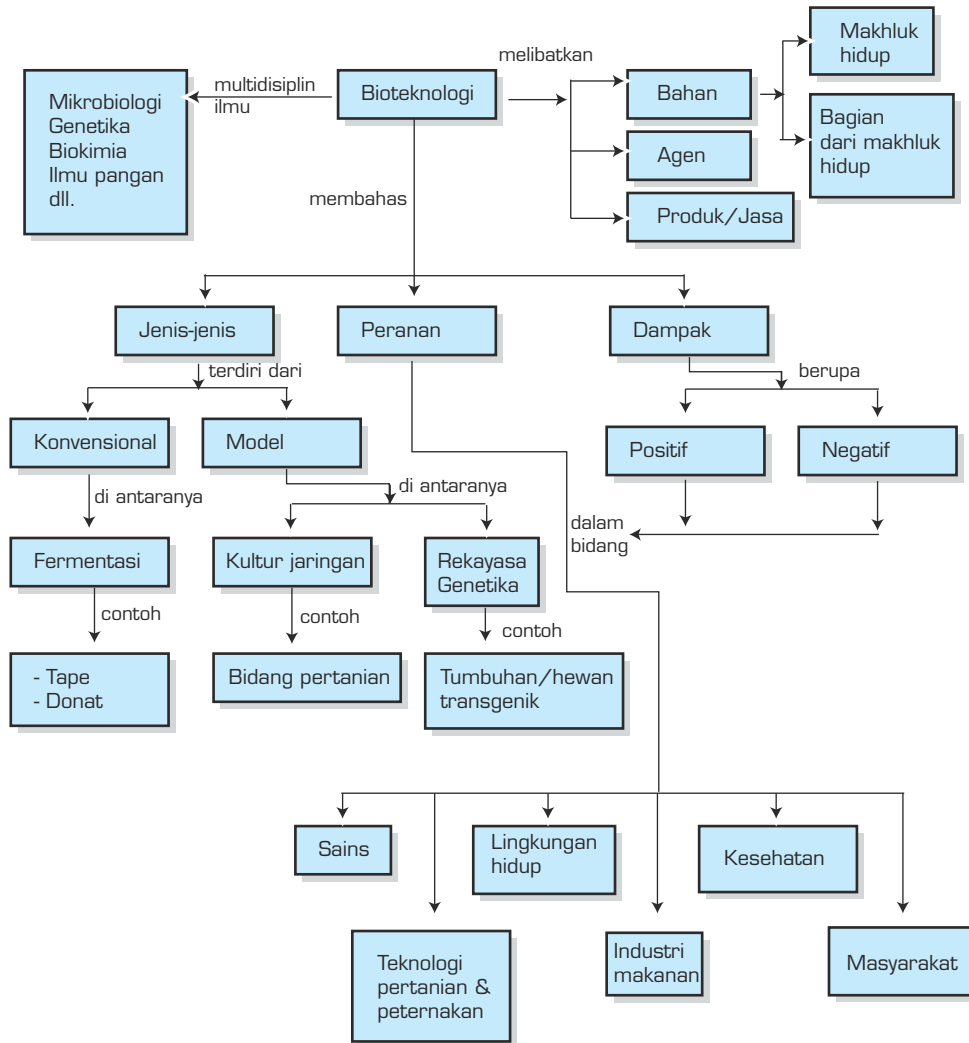 Makhluk
hidup
melibatkan
multidisiplin
ilmu
Bioteknologi
Bahan
Mikrobiologi
Genetika
Biokimia
Ilmu pangan
dll.
Bagian
dari makhluk
hidup
Agen
membahas
Produk/Jasa
Jenis-jenis
Peranan
Dampak
terdiri dari
berupa
Konvensional
Model
Positif
Negatif
di antaranya
di antaranya
dalam
bidang
Fermentasi
Kultur jaringan
Rekayasa
Genetika
contoh
contoh
contoh
- Tape
- Donat
Bidang pertanian
Tumbuhan/hewan
transgenik
Sains
Lingkungan
hidup
Kesehatan
Teknologi
pertanian &
peternakan
Industri
makanan
Masyarakat